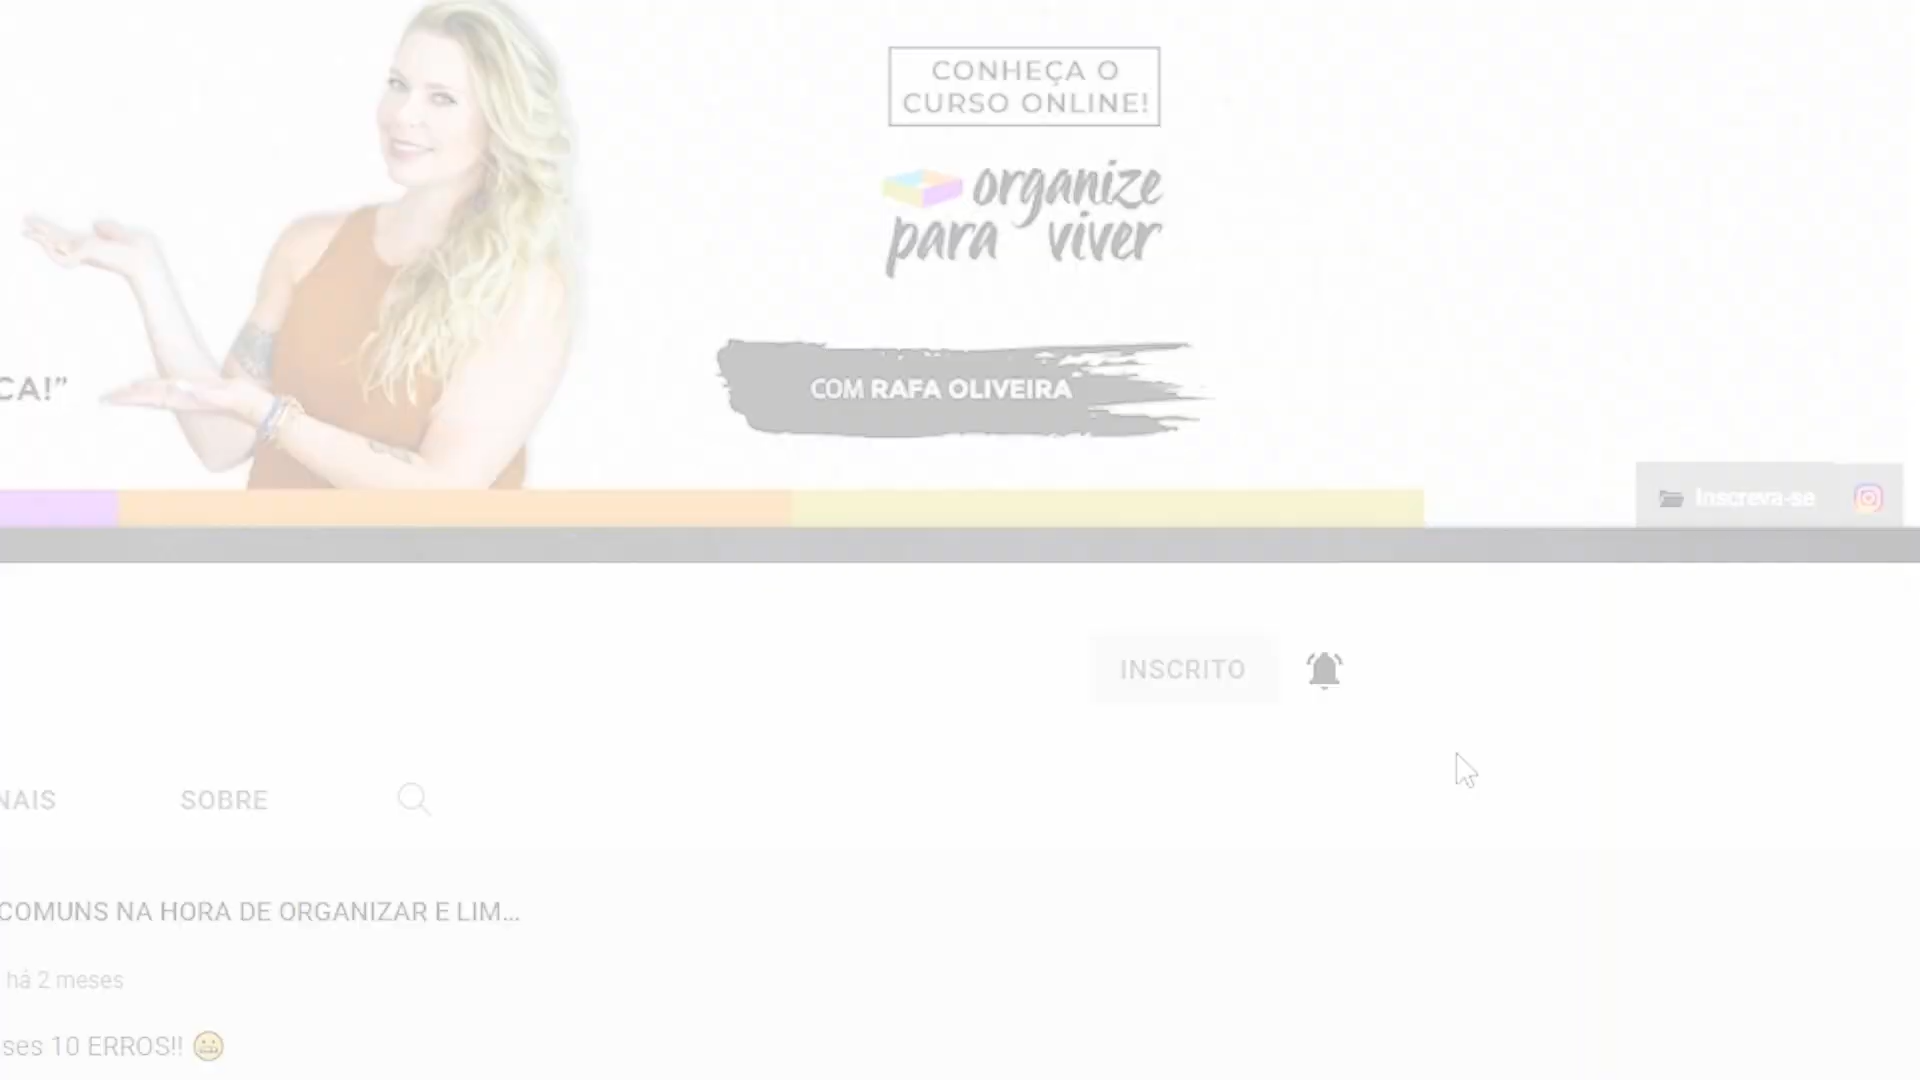 CONHEÇA O
CURSO ONLINE!
organize
para viver
CA!”
COM RAFA OLIVEIRA
Inscreva-se
INSCRITO
NAIS
SOBRE
COMUNS NA HORA DE ORGANIZAR E LIM...
há 2 meses
ses 10 ERROS!! 😬